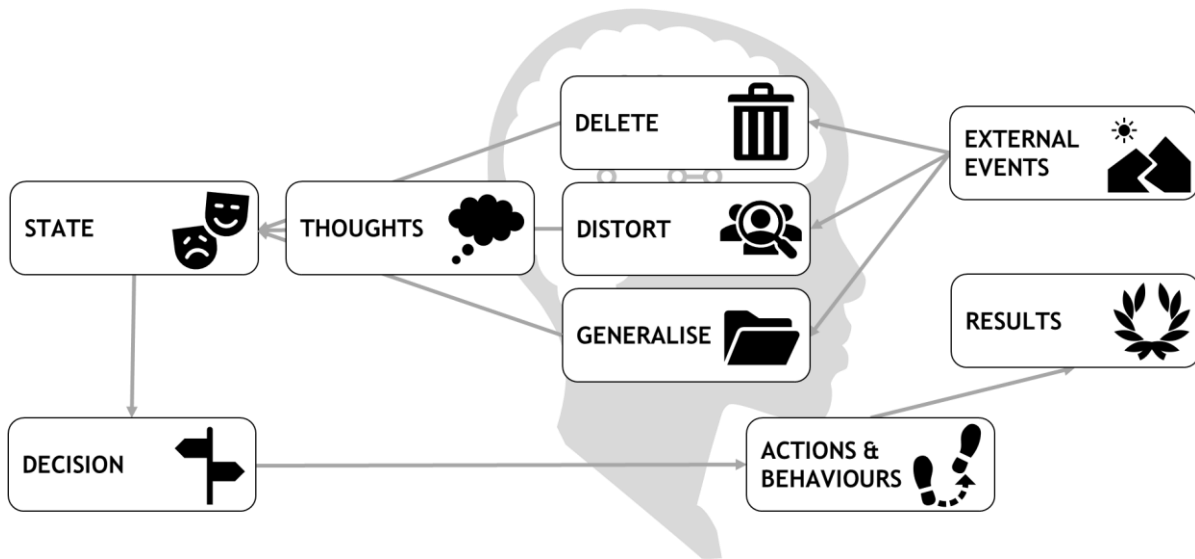 DELETE
EXTERNAL
EVENTS
STATE
THOUGHTS
DISTORT
GENERALISE
RESULTS
DECISION
ACTIONS &
BEHAVIOURS